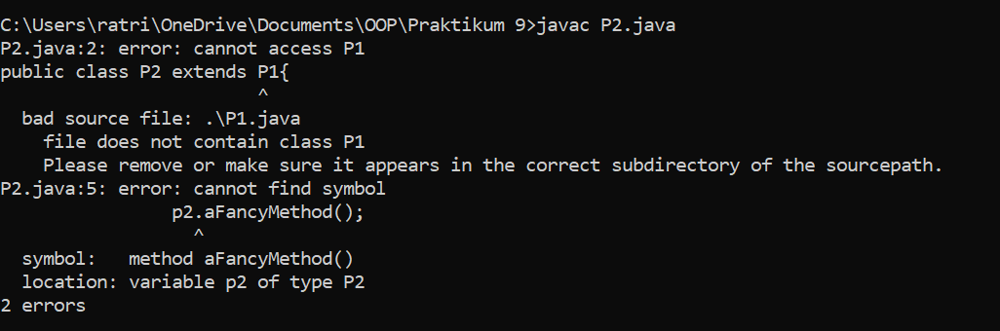 C:\Users\ratri\OneDrive\Documents\OOP\Praktikum 9>javac P2.java
P2.java:2: error: cannot access P1
public class P2 extends P1{
                        ^
  bad source file: .\P1.java
    file does not contain class P1
    Please remove or make sure it appears in the correct subdirectory of the sourcepath.
P2.java:5: error: cannot find symbol
                p2.aFancyMethod();
                  ^
  symbol:   method aFancyMethod()
  location: variable p2 of type P2
2 errors